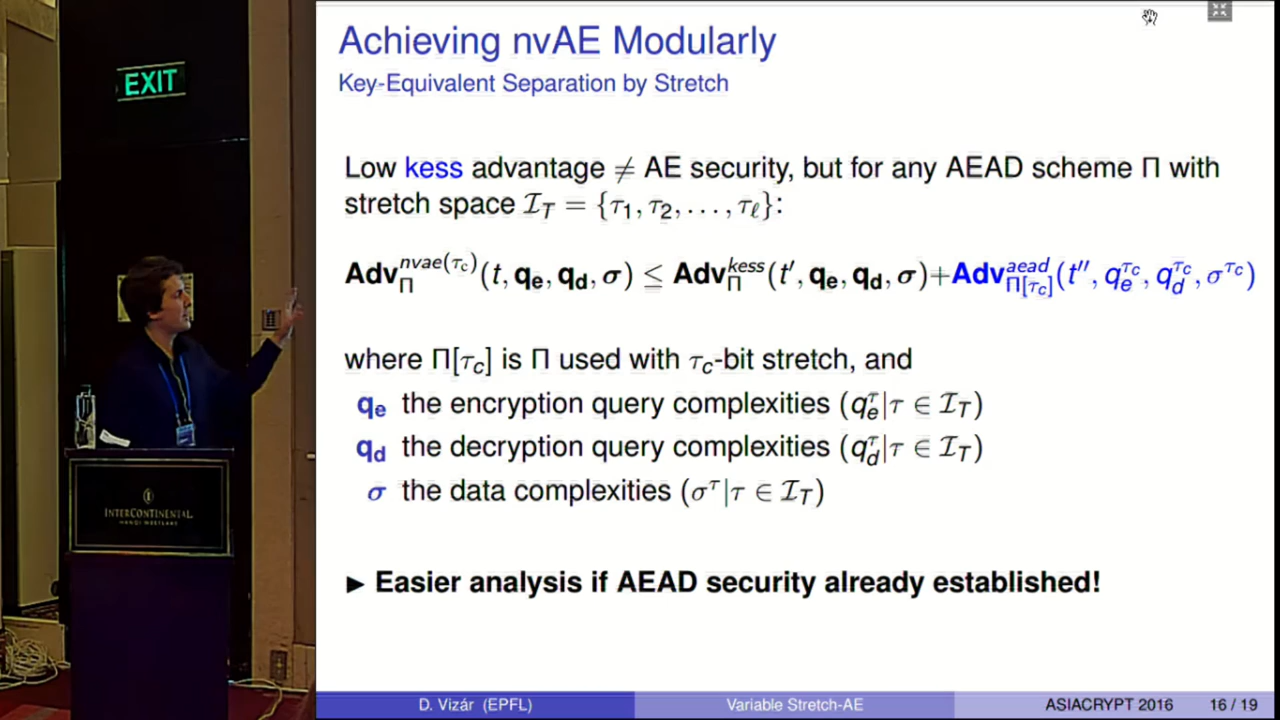 EXIT
INTERCONTINENTAL
HANOI WESTLAKE
Achieving nvAE Modularly
Key-Equivalent Separation by Stretch
Low kess advantage ≠ AE security, but for any AEAD scheme Π with
stretch space 𝓘_T = {τ₁, τ₂, . . . , τ_ℓ}:
Adv_Π^{nvae(τ_c)}(t, q_e, q_d, σ) ≤ Adv_Π^{kess}(t′, q_e, q_d, σ)+Adv_{Π[τ_c]}^{aead}(t″, q_e^{τ_c}, q_d^{τ_c}, σ^{τ_c})
where Π[τ_c] is Π used with τ_c-bit stretch, and
q_e the encryption query complexities (q_e^τ|τ ∈ 𝓘_T)
q_d the decryption query complexities (q_d^τ|τ ∈ 𝓘_T)
σ the data complexities (σ^τ|τ ∈ 𝓘_T)
► Easier analysis if AEAD security already established!
D. Vizár (EPFL) Variable Stretch-AE ASIACRYPT 2016 16 / 19